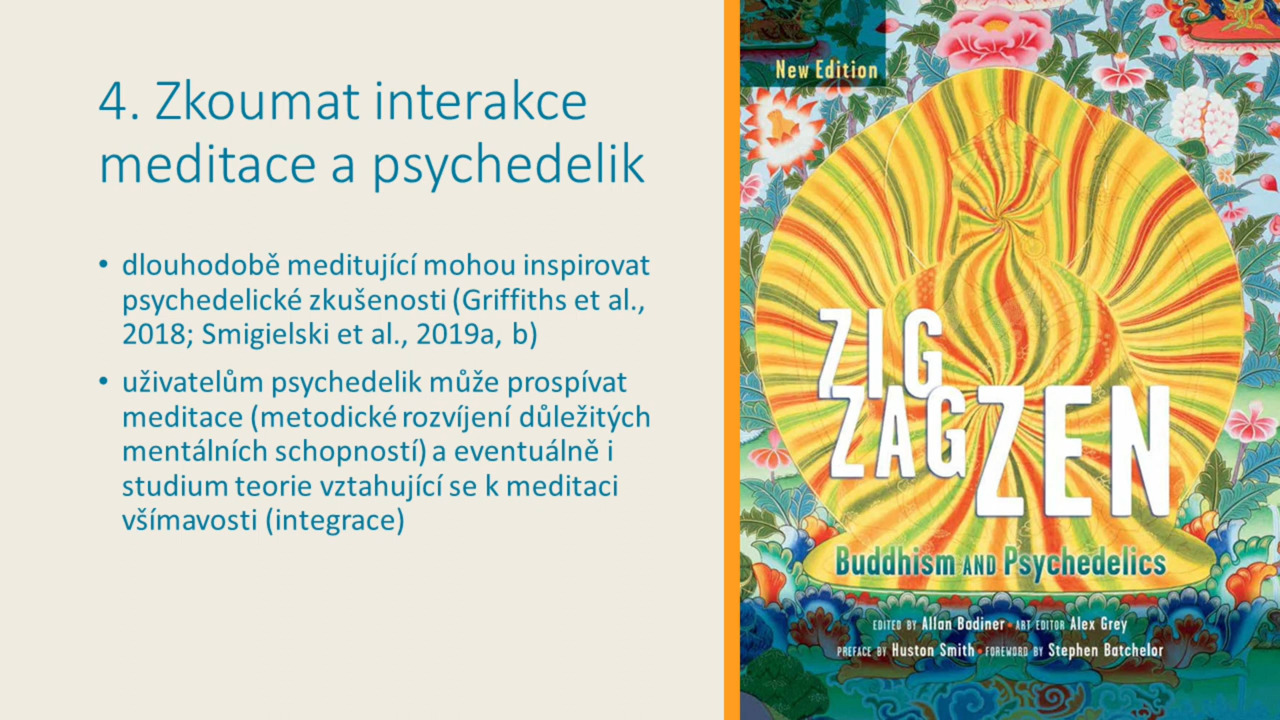 4. Zkoumat interakce
meditace a psychedelik
• dlouhodobě meditující mohou inspirovat
psychedelické zkušenosti (Griffiths et al.,
2018; Smigielski et al., 2019a, b)
• uživatelům psychedelik může prospívat
meditace (metodické rozvíjení důležitých
mentálních schopností) a eventuálně i
studium teorie vztahující se k meditaci
všímavosti (integrace)
New Edition
ZIG
ZAG
ZEN
Buddhism AND Psychedelics
EDITED BY Allan Badiner • ART EDITOR Alex Grey
PREFACE BY Huston Smith • FOREWORD BY Stephen Batchelor